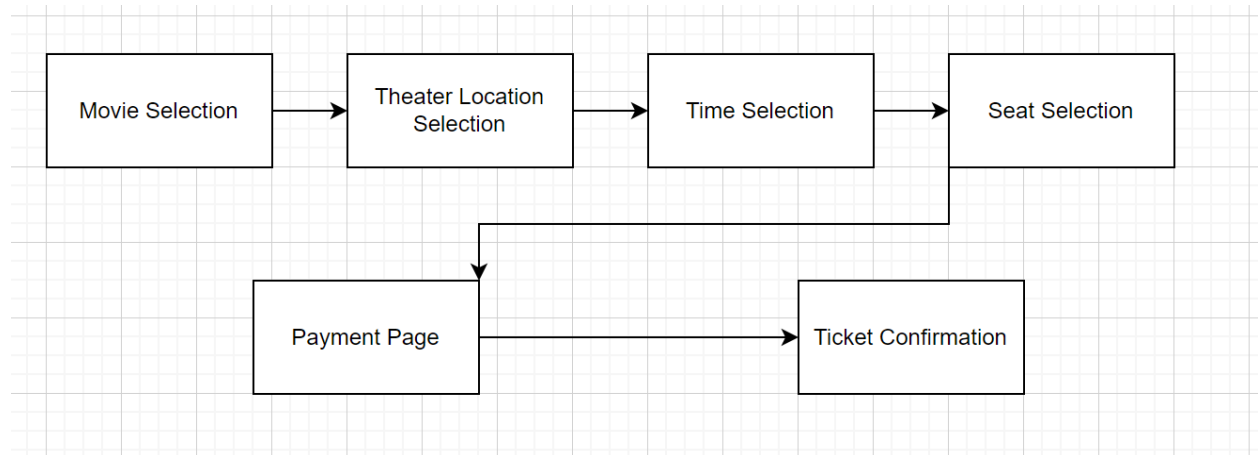 Movie Selection
Theater Location
Selection
Time Selection
Seat Selection
Payment Page
Ticket Confirmation